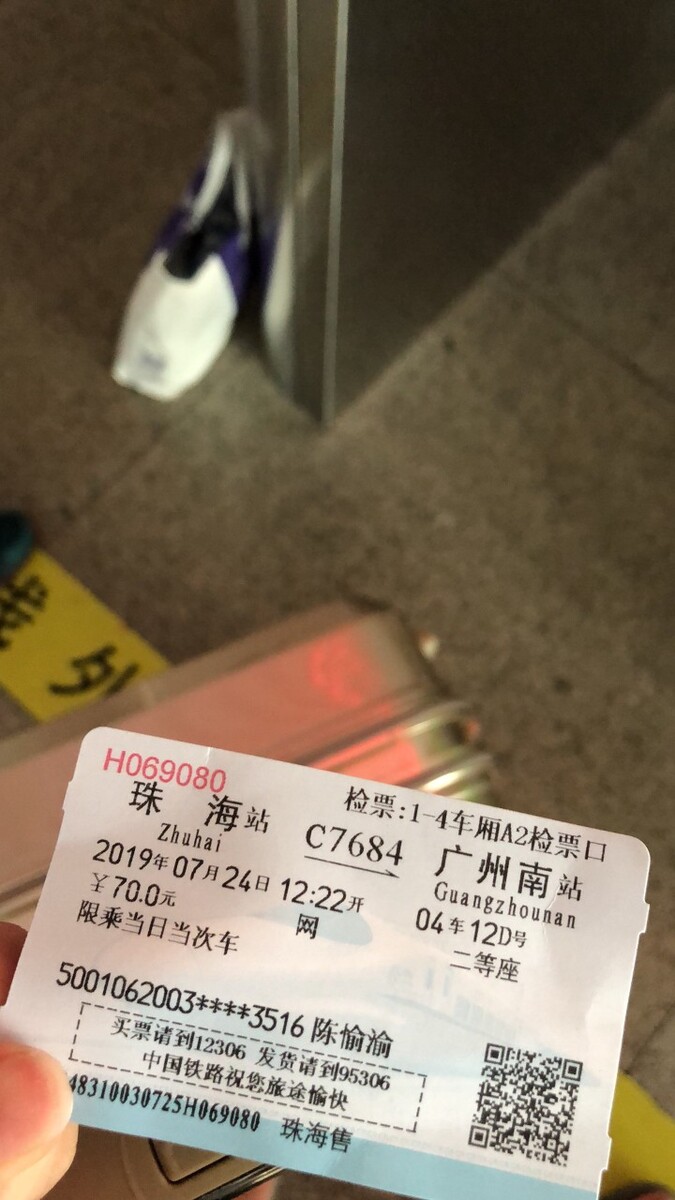 H069080
检票:1-4车厢A2检票口
珠海站 C7684 广州南站
Zhuhai Guangzhounan
2019年07月24日 12:22开 04车12D号
￥70.0元 网 二等座
限乘当日当次车
5001062003****3516 陈愉渝
买票请到12306 发货请到95306
中国铁路祝您旅途愉快
48310030725H069080 珠海售
外